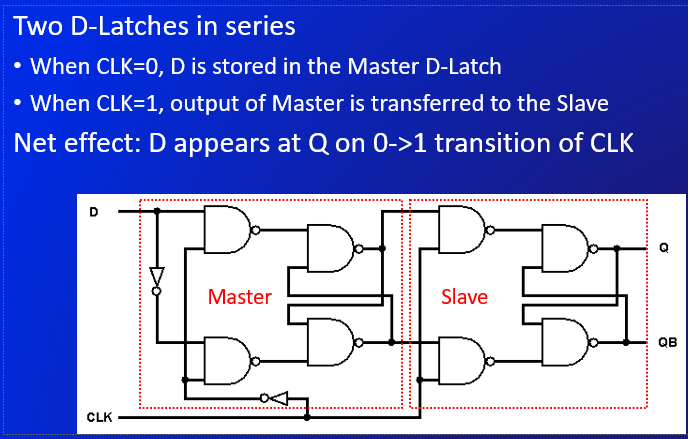 Two D-Latches in series
• When CLK=0, D is stored in the Master D-Latch
• When CLK=1, output of Master is transferred to the Slave
Net effect: D appears at Q on 0->1 transition of CLK
D
Q
Master
Slave
QB
CLK